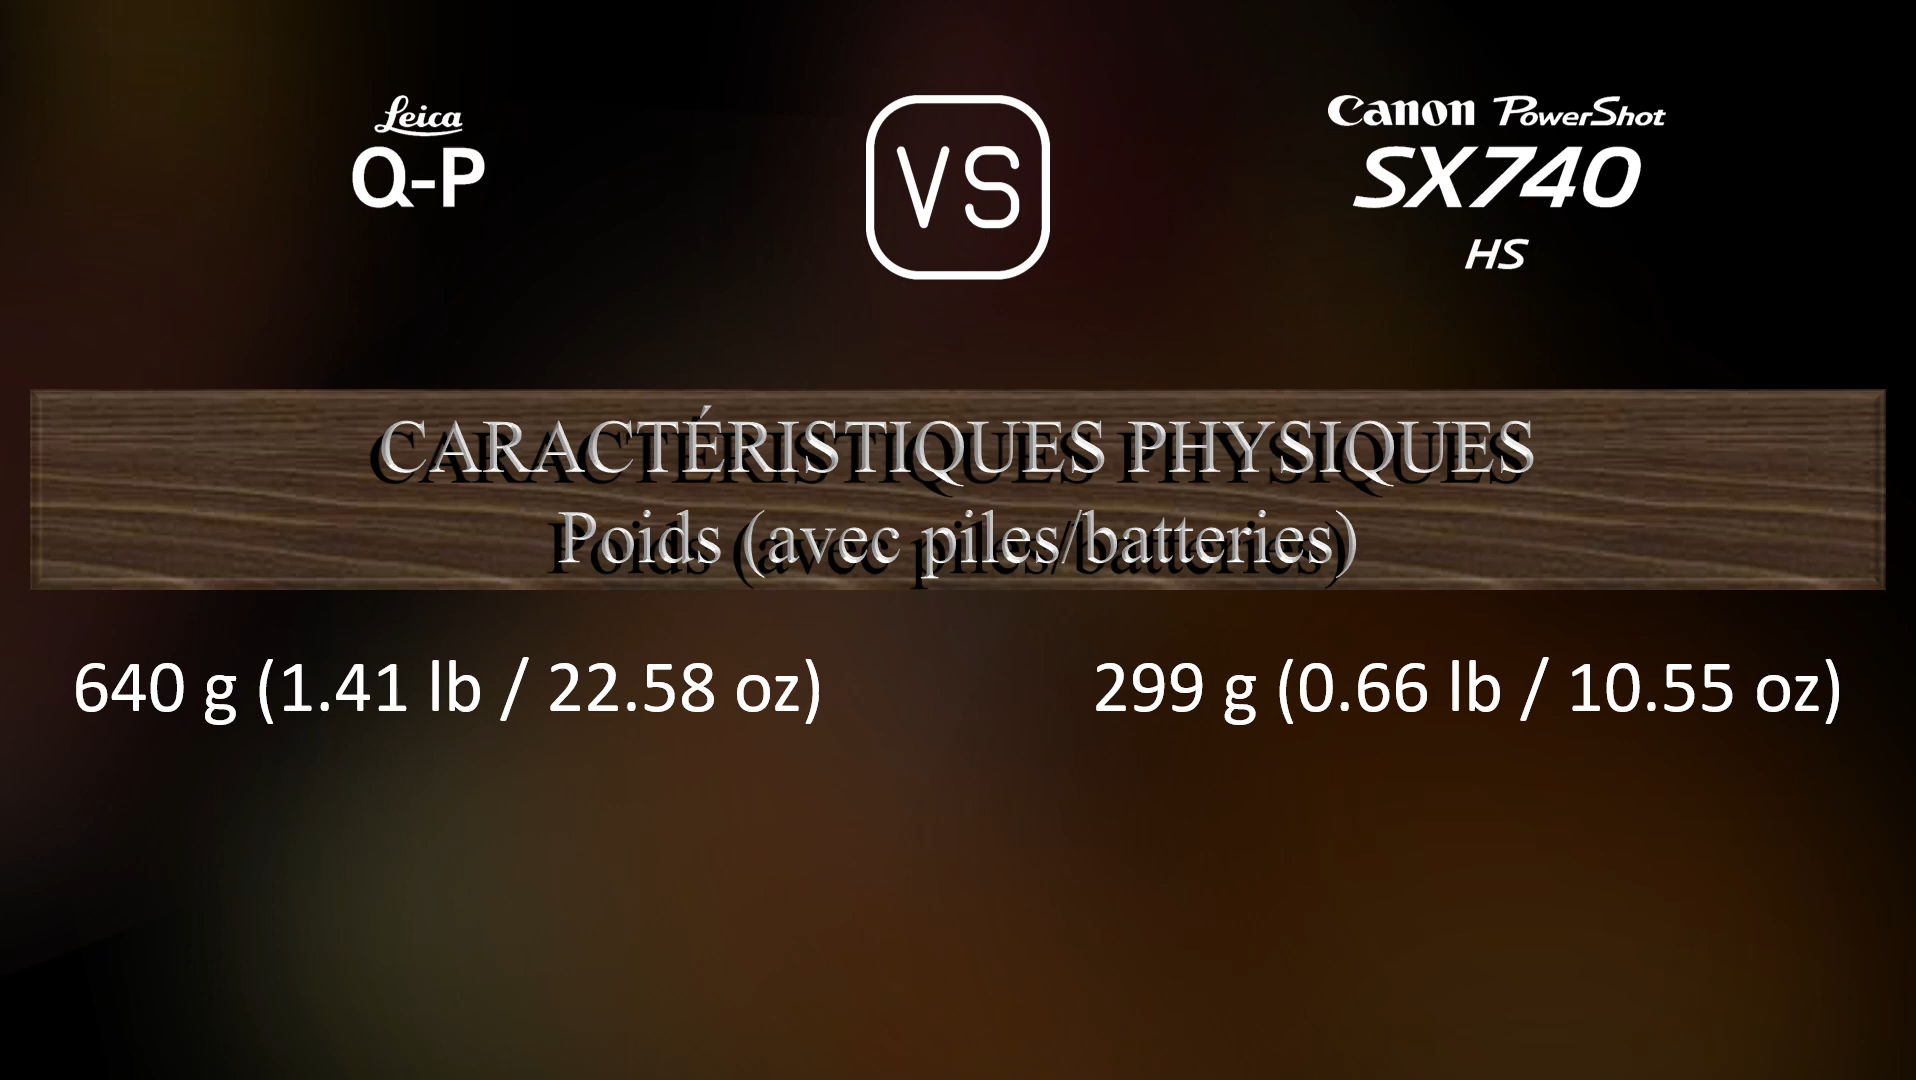 Leica
Q-P
VS
Canon PowerShot
SX740
HS
CARACTÉRISTIQUES PHYSIQUES
Poids (avec piles/batteries)
640 g (1.41 lb / 22.58 oz)
299 g (0.66 lb / 10.55 oz)